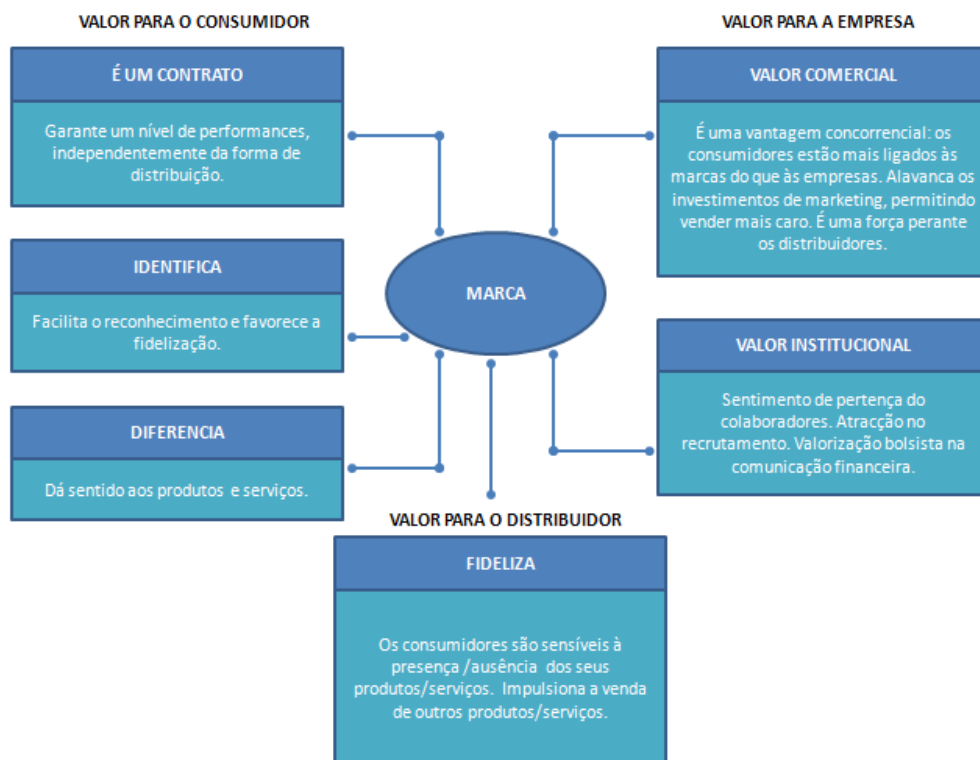 VALOR PARA O CONSUMIDOR
É UM CONTRATO
Garante um nível de performances,
independentemente da forma de
distribuição.
IDENTIFICA
Facilita o reconhecimento e favorece a
fidelização.
DIFERENCIA
Dá sentido aos produtos e serviços.
MARCA
VALOR PARA A EMPRESA
VALOR COMERCIAL
É uma vantagem concorrencial: os
consumidores estão mais ligados às
marcas do que às empresas. Alavanca os
investimentos de marketing, permitindo
vender mais caro. É uma força perante
os distribuidores.
VALOR INSTITUCIONAL
Sentimento de pertença do
colaboradores. Atracção no
recrutamento. Valorização bolsista na
comunicação financeira.
VALOR PARA O DISTRIBUIDOR
FIDELIZA
Os consumidores são sensíveis à
presença /ausência dos seus
produtos/serviços. Impulsiona a venda
de outros produtos/serviços.